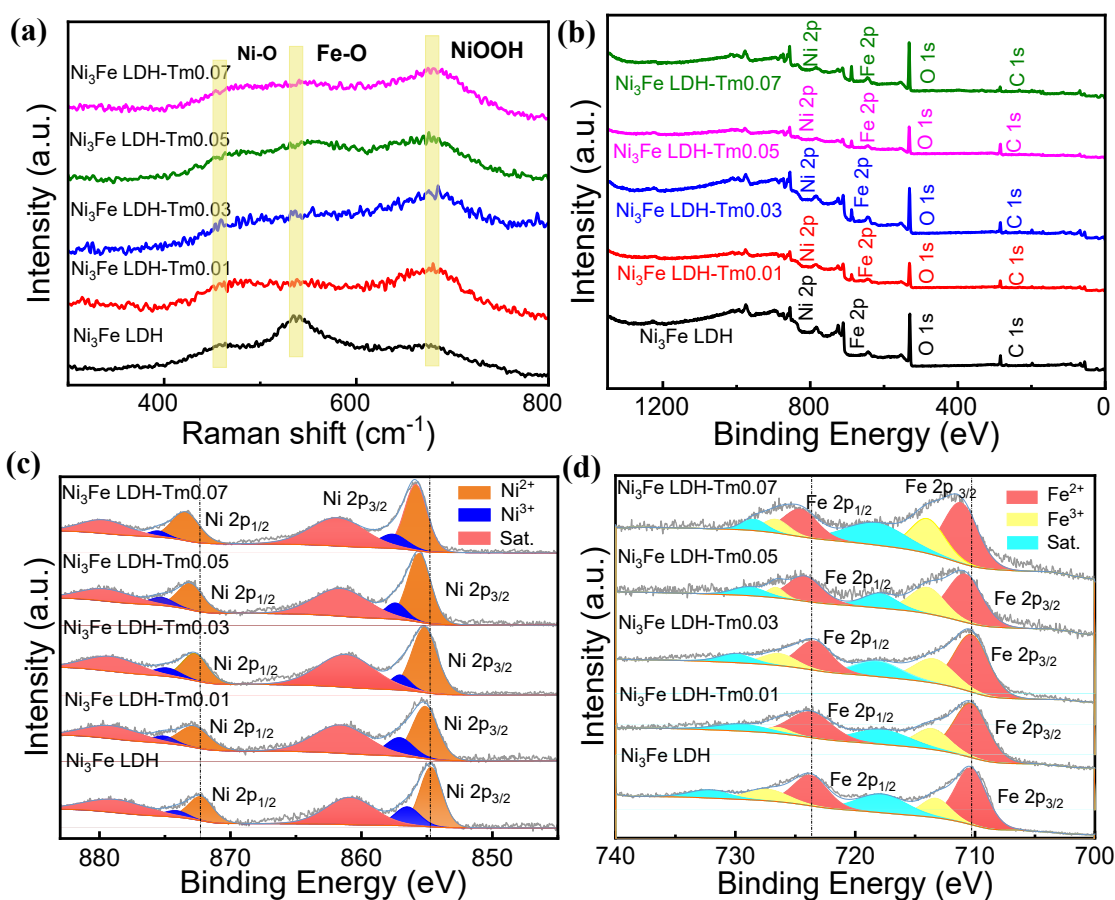 (a)
Ni-O Fe-O NiOOH
Ni₃Fe LDH-Tm0.07
Ni₃Fe LDH-Tm0.05
Ni₃Fe LDH-Tm0.03
Ni₃Fe LDH-Tm0.01
Ni₃Fe LDH
Intensity (a.u.)
400 600 800
Raman shift (cm⁻¹)
(b)
Ni₃Fe LDH-Tm0.07
Ni 2p Fe 2p O 1s C 1s
Ni₃Fe LDH-Tm0.05
Ni 2p Fe 2p O 1s C 1s
Ni₃Fe LDH-Tm0.03
Ni 2p Fe 2p O 1s C 1s
Ni₃Fe LDH-Tm0.01
Ni 2p Fe 2p O 1s C 1s
Ni₃Fe LDH
Ni 2p Fe 2p O 1s C 1s
Intensity (a.u.)
1200 800 400 0
Binding Energy (eV)
(c)
Ni²⁺
Ni³⁺
Sat.
Ni₃Fe LDH-Tm0.07
Ni 2p₁/₂ Ni 2p₃/₂
Ni₃Fe LDH-Tm0.05
Ni 2p₁/₂ Ni 2p₃/₂
Ni₃Fe LDH-Tm0.03
Ni 2p₁/₂ Ni 2p₃/₂
Ni₃Fe LDH-Tm0.01
Ni 2p₁/₂ Ni 2p₃/₂
Ni₃Fe LDH
Ni 2p₁/₂ Ni 2p₃/₂
Intensity (a.u.)
880 870 860 850
Binding Energy (eV)
(d)
Fe²⁺
Fe³⁺
Sat.
Ni₃Fe LDH-Tm0.07
Fe 2p₁/₂ Fe 2p ₃/₂
Ni₃Fe LDH-Tm0.05
Fe 2p₁/₂ Fe 2p₃/₂
Ni₃Fe LDH-Tm0.03
Fe 2p₁/₂ Fe 2p₃/₂
Ni₃Fe LDH-Tm0.01
Fe 2p₁/₂ Fe 2p₃/₂
Ni₃Fe LDH
Fe 2p₁/₂ Fe 2p₃/₂
Intensity (a.u.)
740 730 720 710 700
Binding Energy (eV)